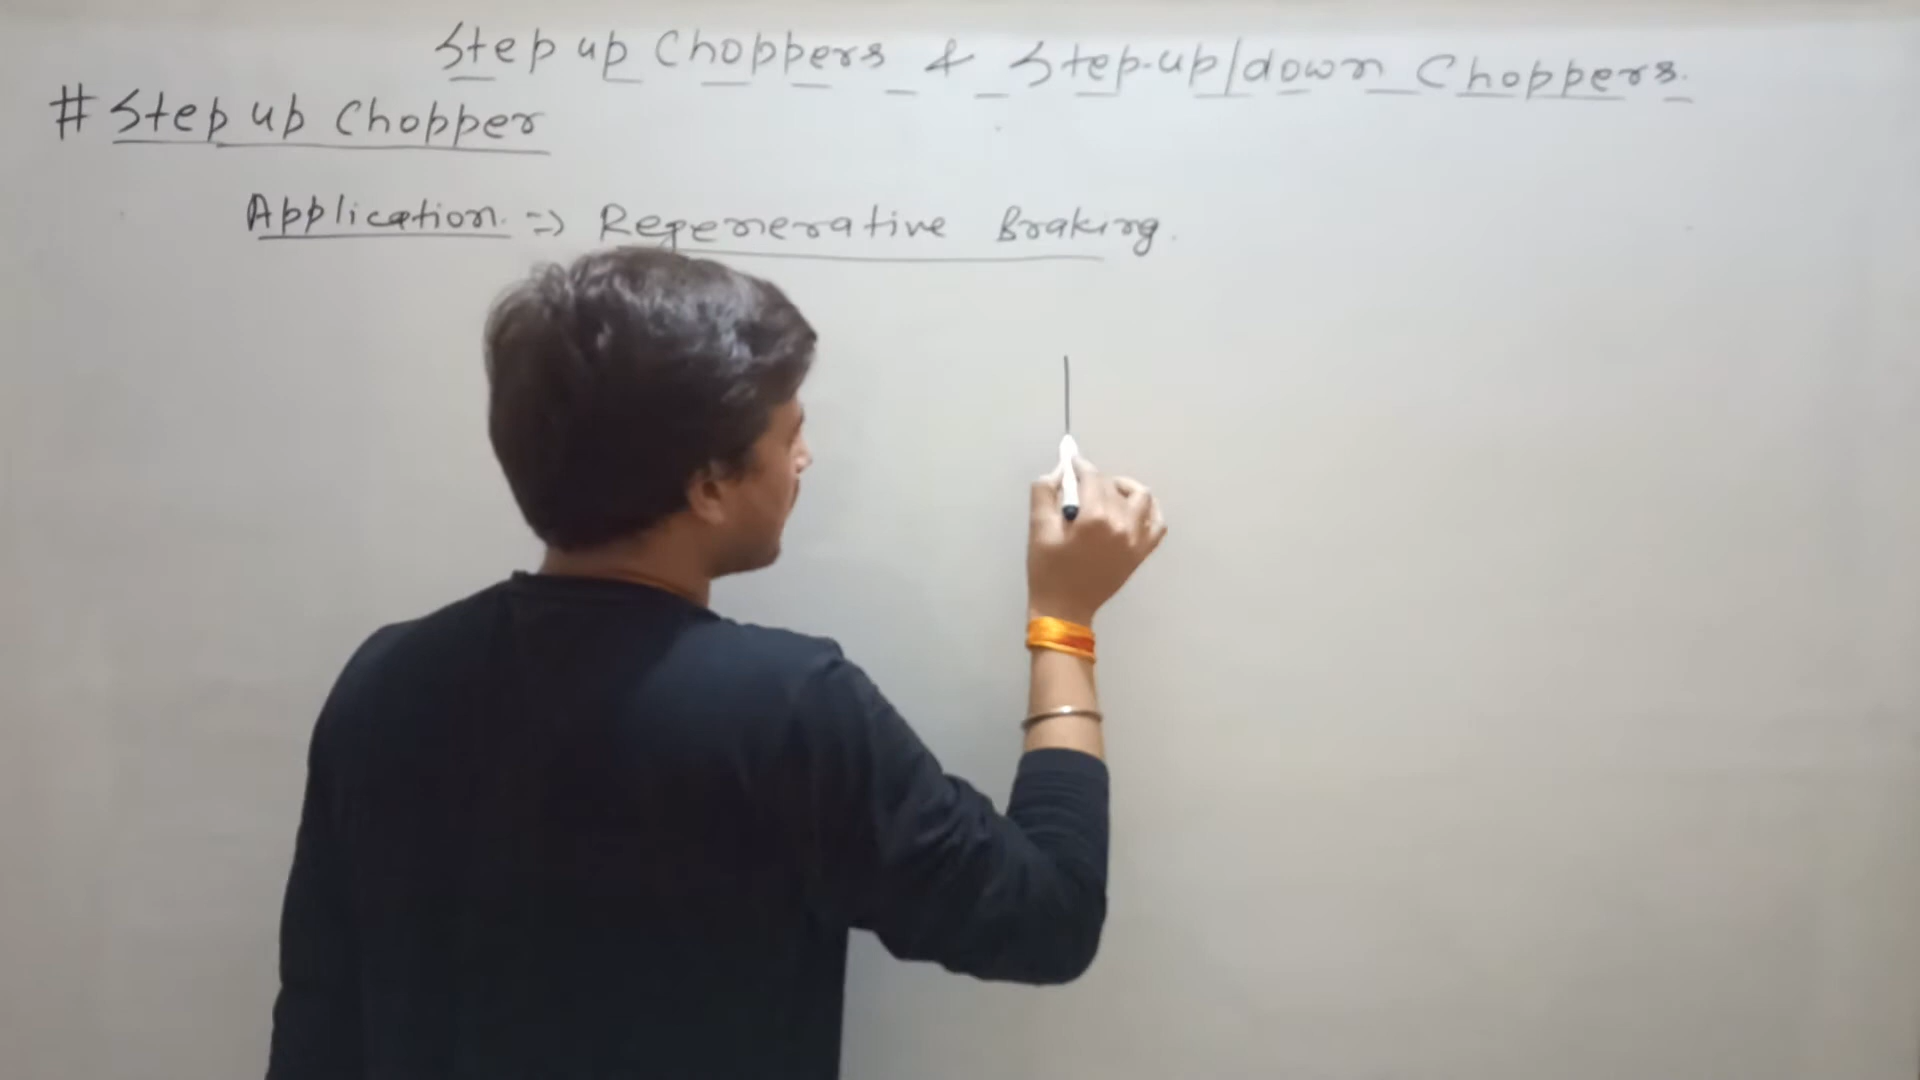 Step up Choppers & Step-up/down Choppers.
# Step up Chopper
Application. => Regenerative Braking.